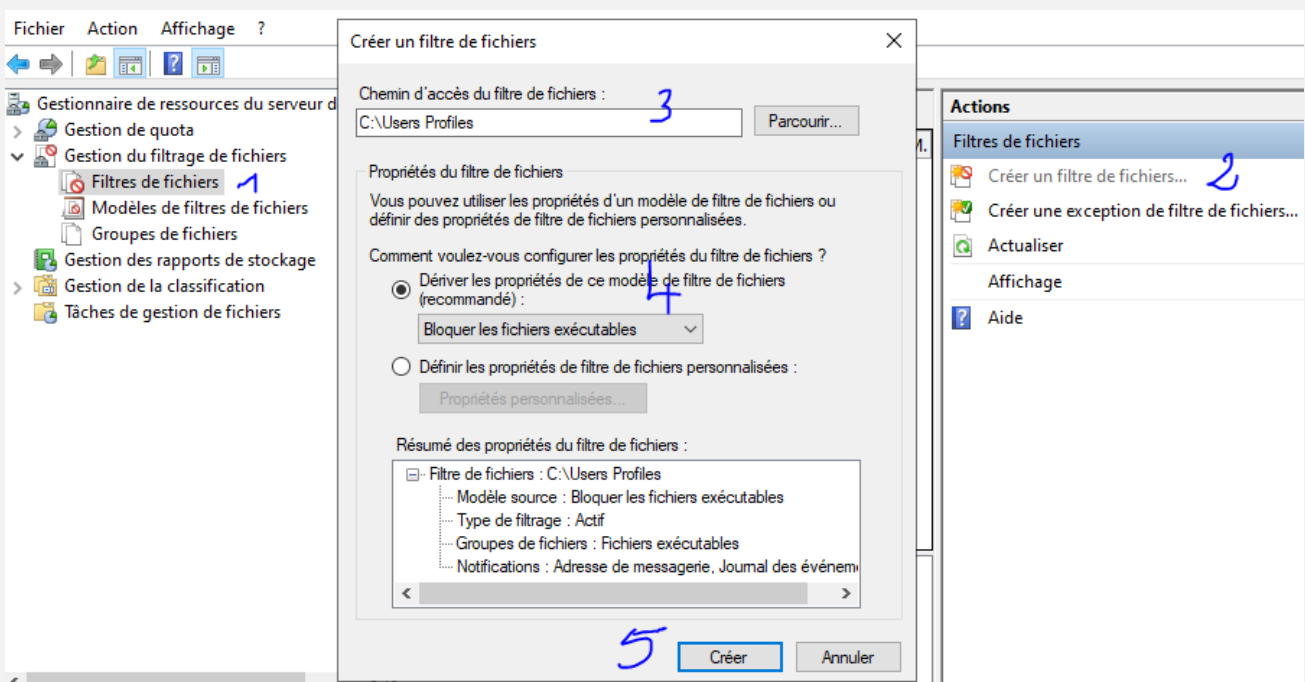 Fichier Action Affichage ?
Gestionnaire de ressources du serveur d
Gestion de quota
Gestion du filtrage de fichiers
Filtres de fichiers 1
Modèles de filtres de fichiers
Groupes de fichiers
Gestion des rapports de stockage
Gestion de la classification
Tâches de gestion de fichiers
Créer un filtre de fichiers
Chemin d'accès du filtre de fichiers :
3
C:\Users Profiles
Parcourir...
Propriétés du filtre de fichiers
Vous pouvez utiliser les propriétés d'un modèle de filtre de fichiers ou
définir des propriétés de filtre de fichiers personnalisées.
Comment voulez-vous configurer les propriétés du filtre de fichiers ?
4
Dériver les propriétés de ce modèle de filtre de fichiers
(recommandé) :
Bloquer les fichiers exécutables
Définir les propriétés de filtre de fichiers personnalisées :
Propriétés personnalisées...
Résumé des propriétés du filtre de fichiers :
Filtre de fichiers : C:\Users Profiles
Modèle source : Bloquer les fichiers exécutables
Type de filtrage : Actif
Groupes de fichiers : Fichiers exécutables
Notifications : Adresse de messagerie, Journal des événem
5
Créer
Annuler
M.
Actions
Filtres de fichiers
Créer un filtre de fichiers... 2
Créer une exception de filtre de fichiers...
Actualiser
Affichage
Aide